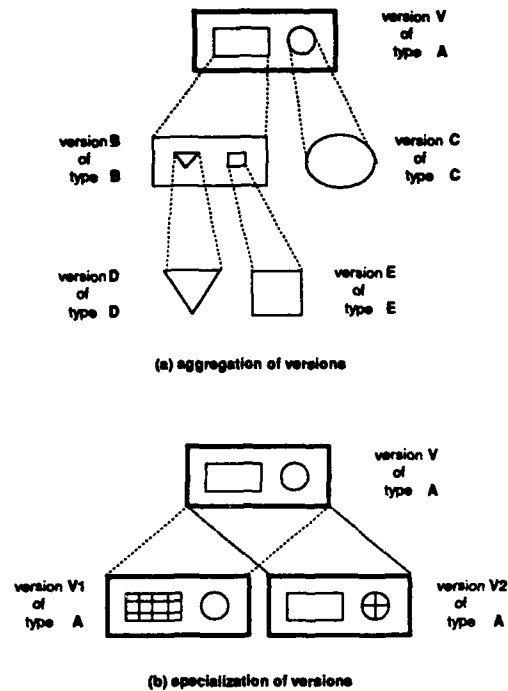 version V
of
type A
version B
of
type B
version C
of
type C
version D
of
type D
version E
of
type E
(a) aggregation of versions
version V
of
type A
version V1
of
type A
version V2
of
type A
(b) specialization of versions